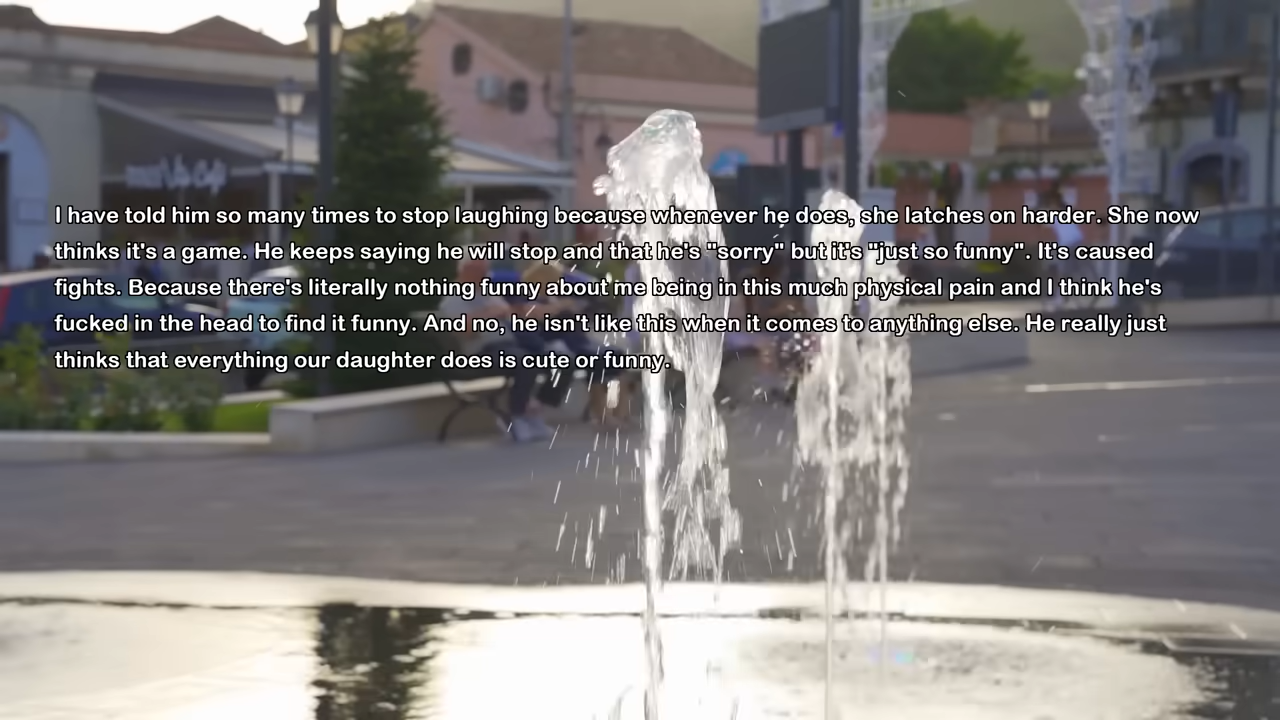 I have told him so many times to stop laughing because whenever he does, she latches on harder. She now
thinks it's a game. He keeps saying he will stop and that he's "sorry" but it's "just so funny". It's caused
fights. Because there's literally nothing funny about me being in this much physical pain and I think he's
fucked in the head to find it funny. And no, he isn't like this when it comes to anything else. He really just
thinks that everything our daughter does is cute or funny.